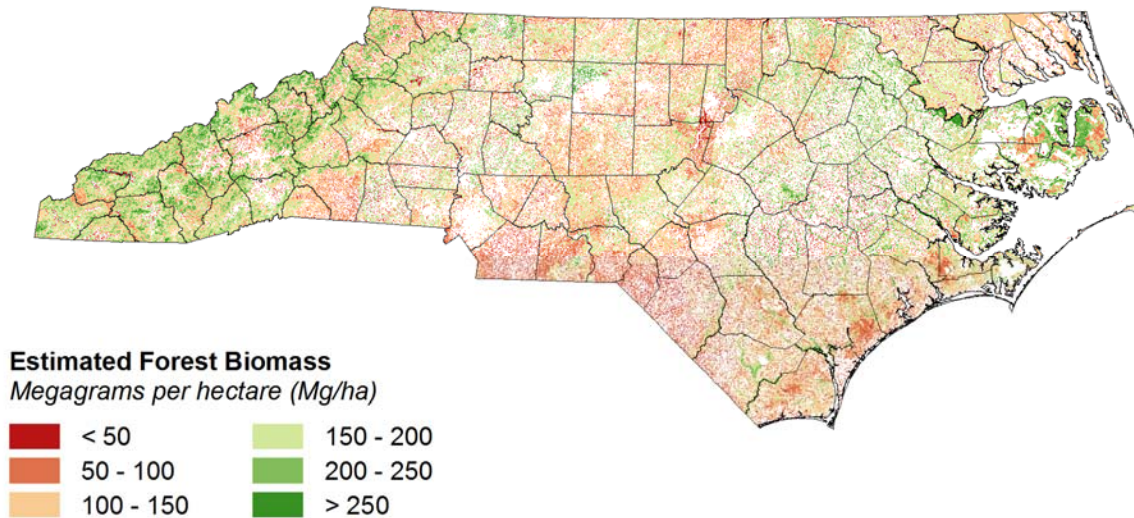 Estimated Forest Biomass
Megagrams per hectare (Mg/ha)
< 50
50 - 100
100 - 150
150 - 200
200 - 250
> 250